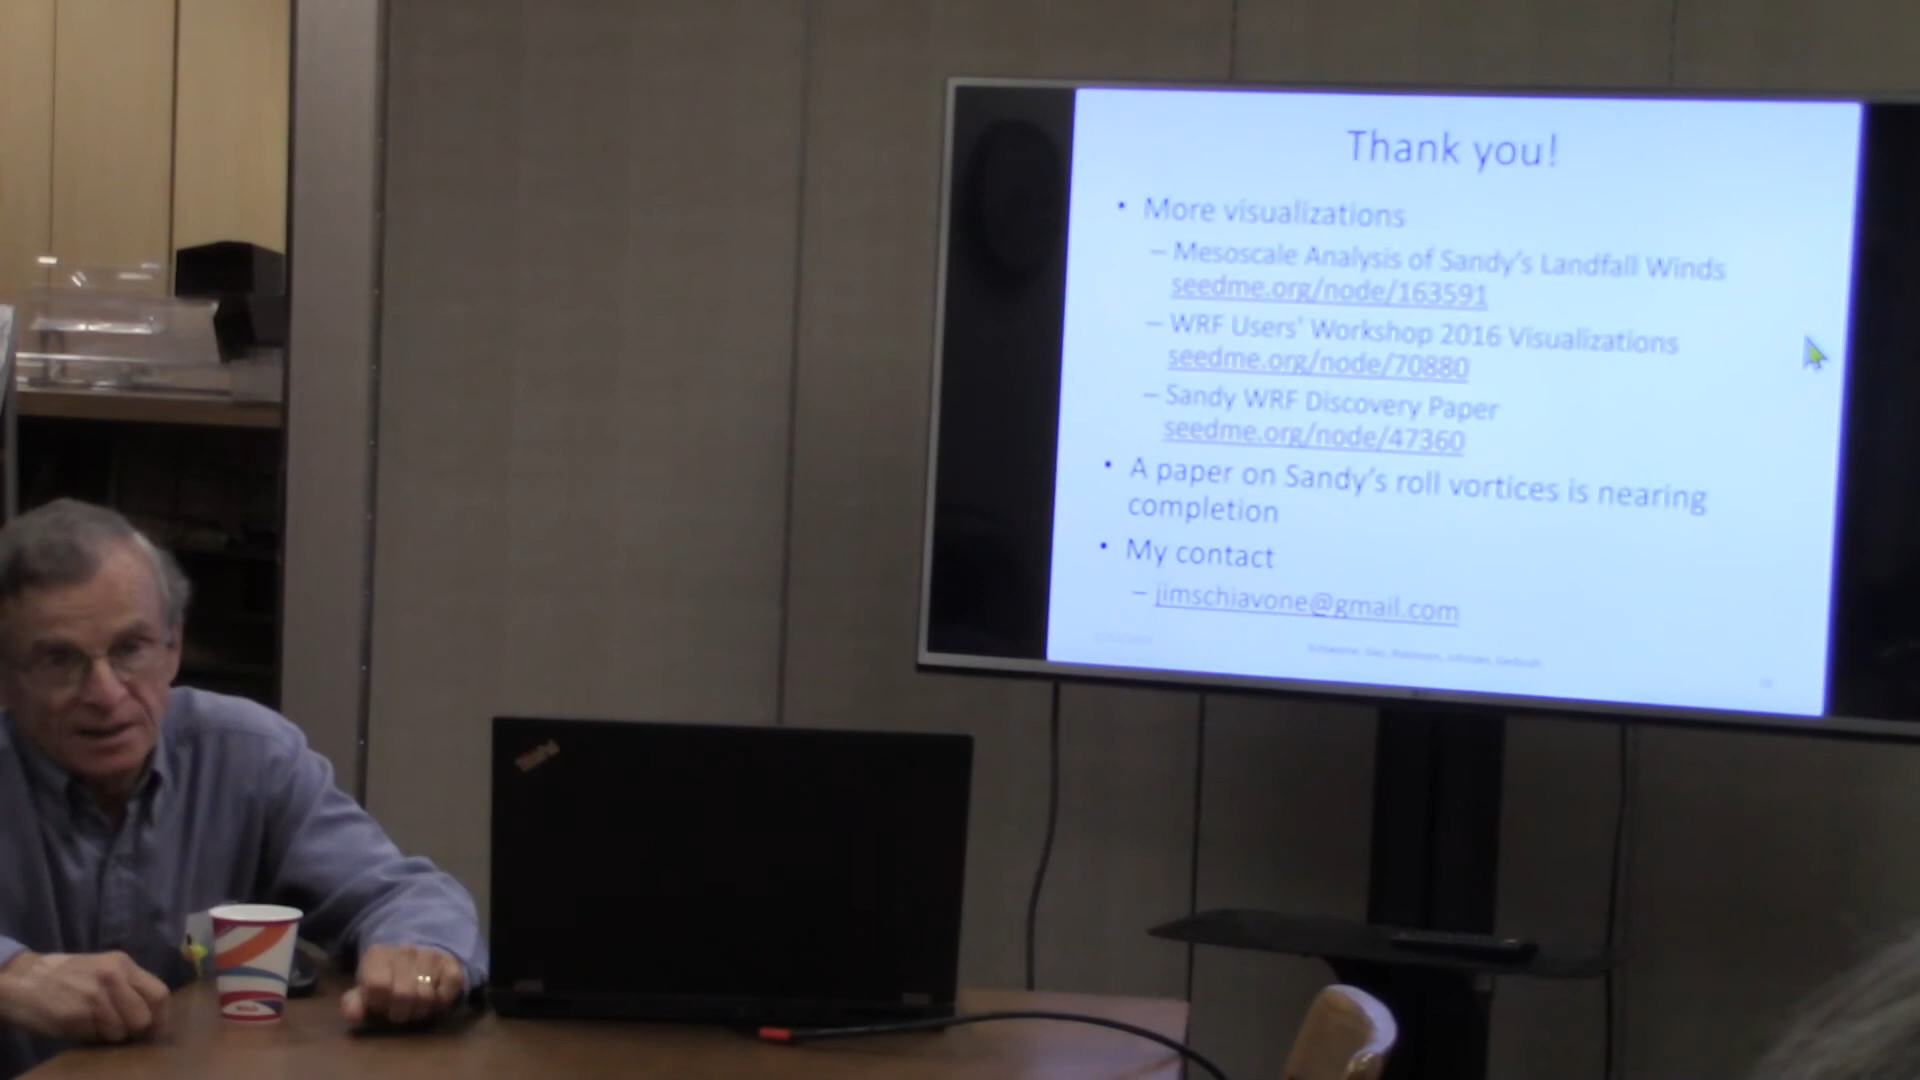 Thank you!
• More visualizations
– Mesoscale Analysis of Sandy's Landfall Winds
seedme.org/node/163591
– WRF Users' Workshop 2016 Visualizations
seedme.org/node/70880
– Sandy WRF Discovery Paper
seedme.org/node/47360
• A paper on Sandy's roll vortices is nearing
completion
• My contact
– jimschiavone@gmail.com
ThinkPad